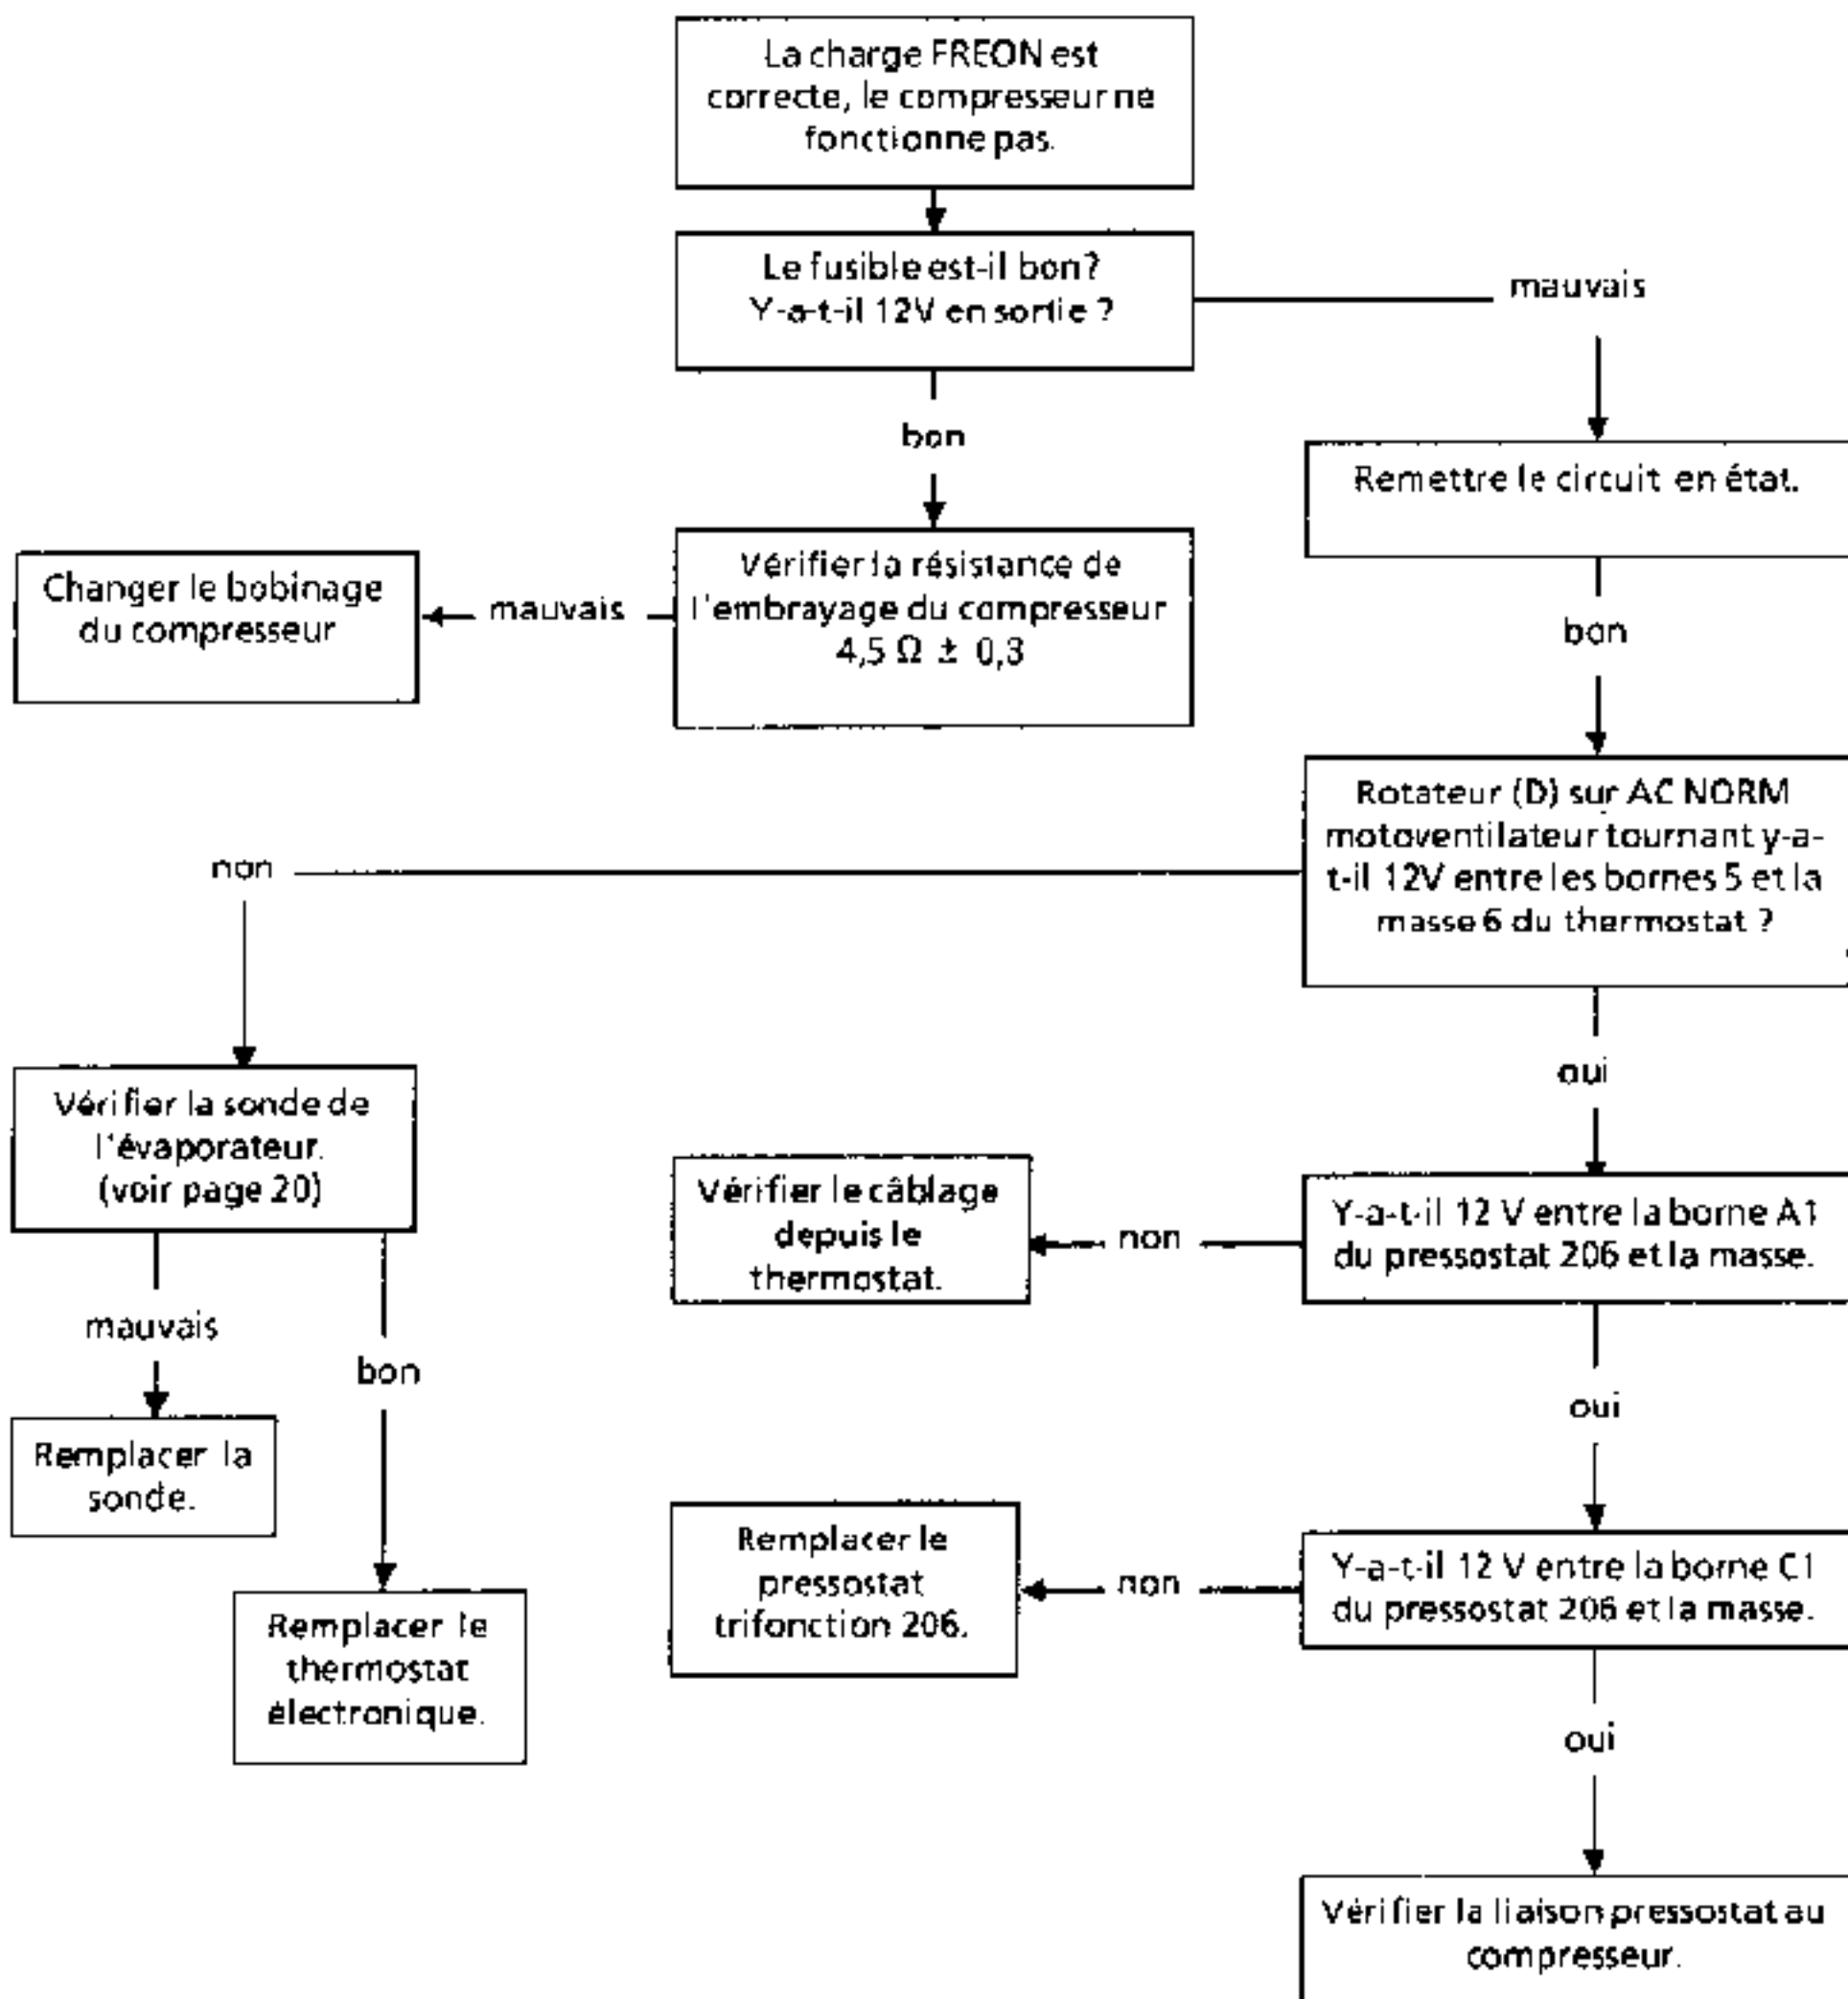 La charge FREON est
correcte, le compresseur ne
fonctionne pas.
Le fusible est-il bon?
Y-a-t-il 12V en sortie ?
mauvais
bon
Remettre le circuit en état.
Vérifier la résistance de
l'embrayage du compresseur
4,5 Ω ± 0,3
mauvais
Changer le bobinage
du compresseur
bon
Rotateur (D) sur AC NORM
motoventilateur tournant y-a-
t-il 12V entre les bornes 5 et la
masse 6 du thermostat ?
non
oui
Vérifier la sonde de
l'évaporateur.
(voir page 20)
Vérifier le câblage
depuis le
thermostat.
non
Y-a-t-il 12 V entre la borne A1
du pressostat 206 et la masse.
mauvais
bon
oui
Remplacer la
sonde.
Remplacer le
thermostat
électronique.
Remplacer le
pressostat
trifonction 206.
non
Y-a-t-il 12 V entre la borne C1
du pressostat 206 et la masse.
oui
Vérifier la liaison pressostat au
compresseur.